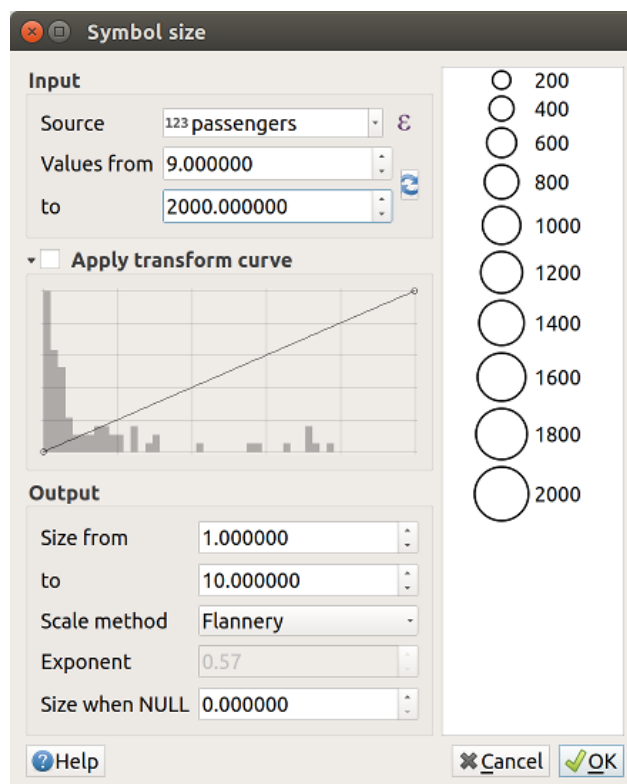 Symbol size
Input
Source 123 passengers ε
Values from 9.000000
to 2000.000000
Apply transform curve
Output
Size from 1.000000
to 10.000000
Scale method Flannery
Exponent 0.57
Size when NULL 0.000000
200
400
600
800
1000
1200
1400
1600
1800
2000
Help
Cancel
OK